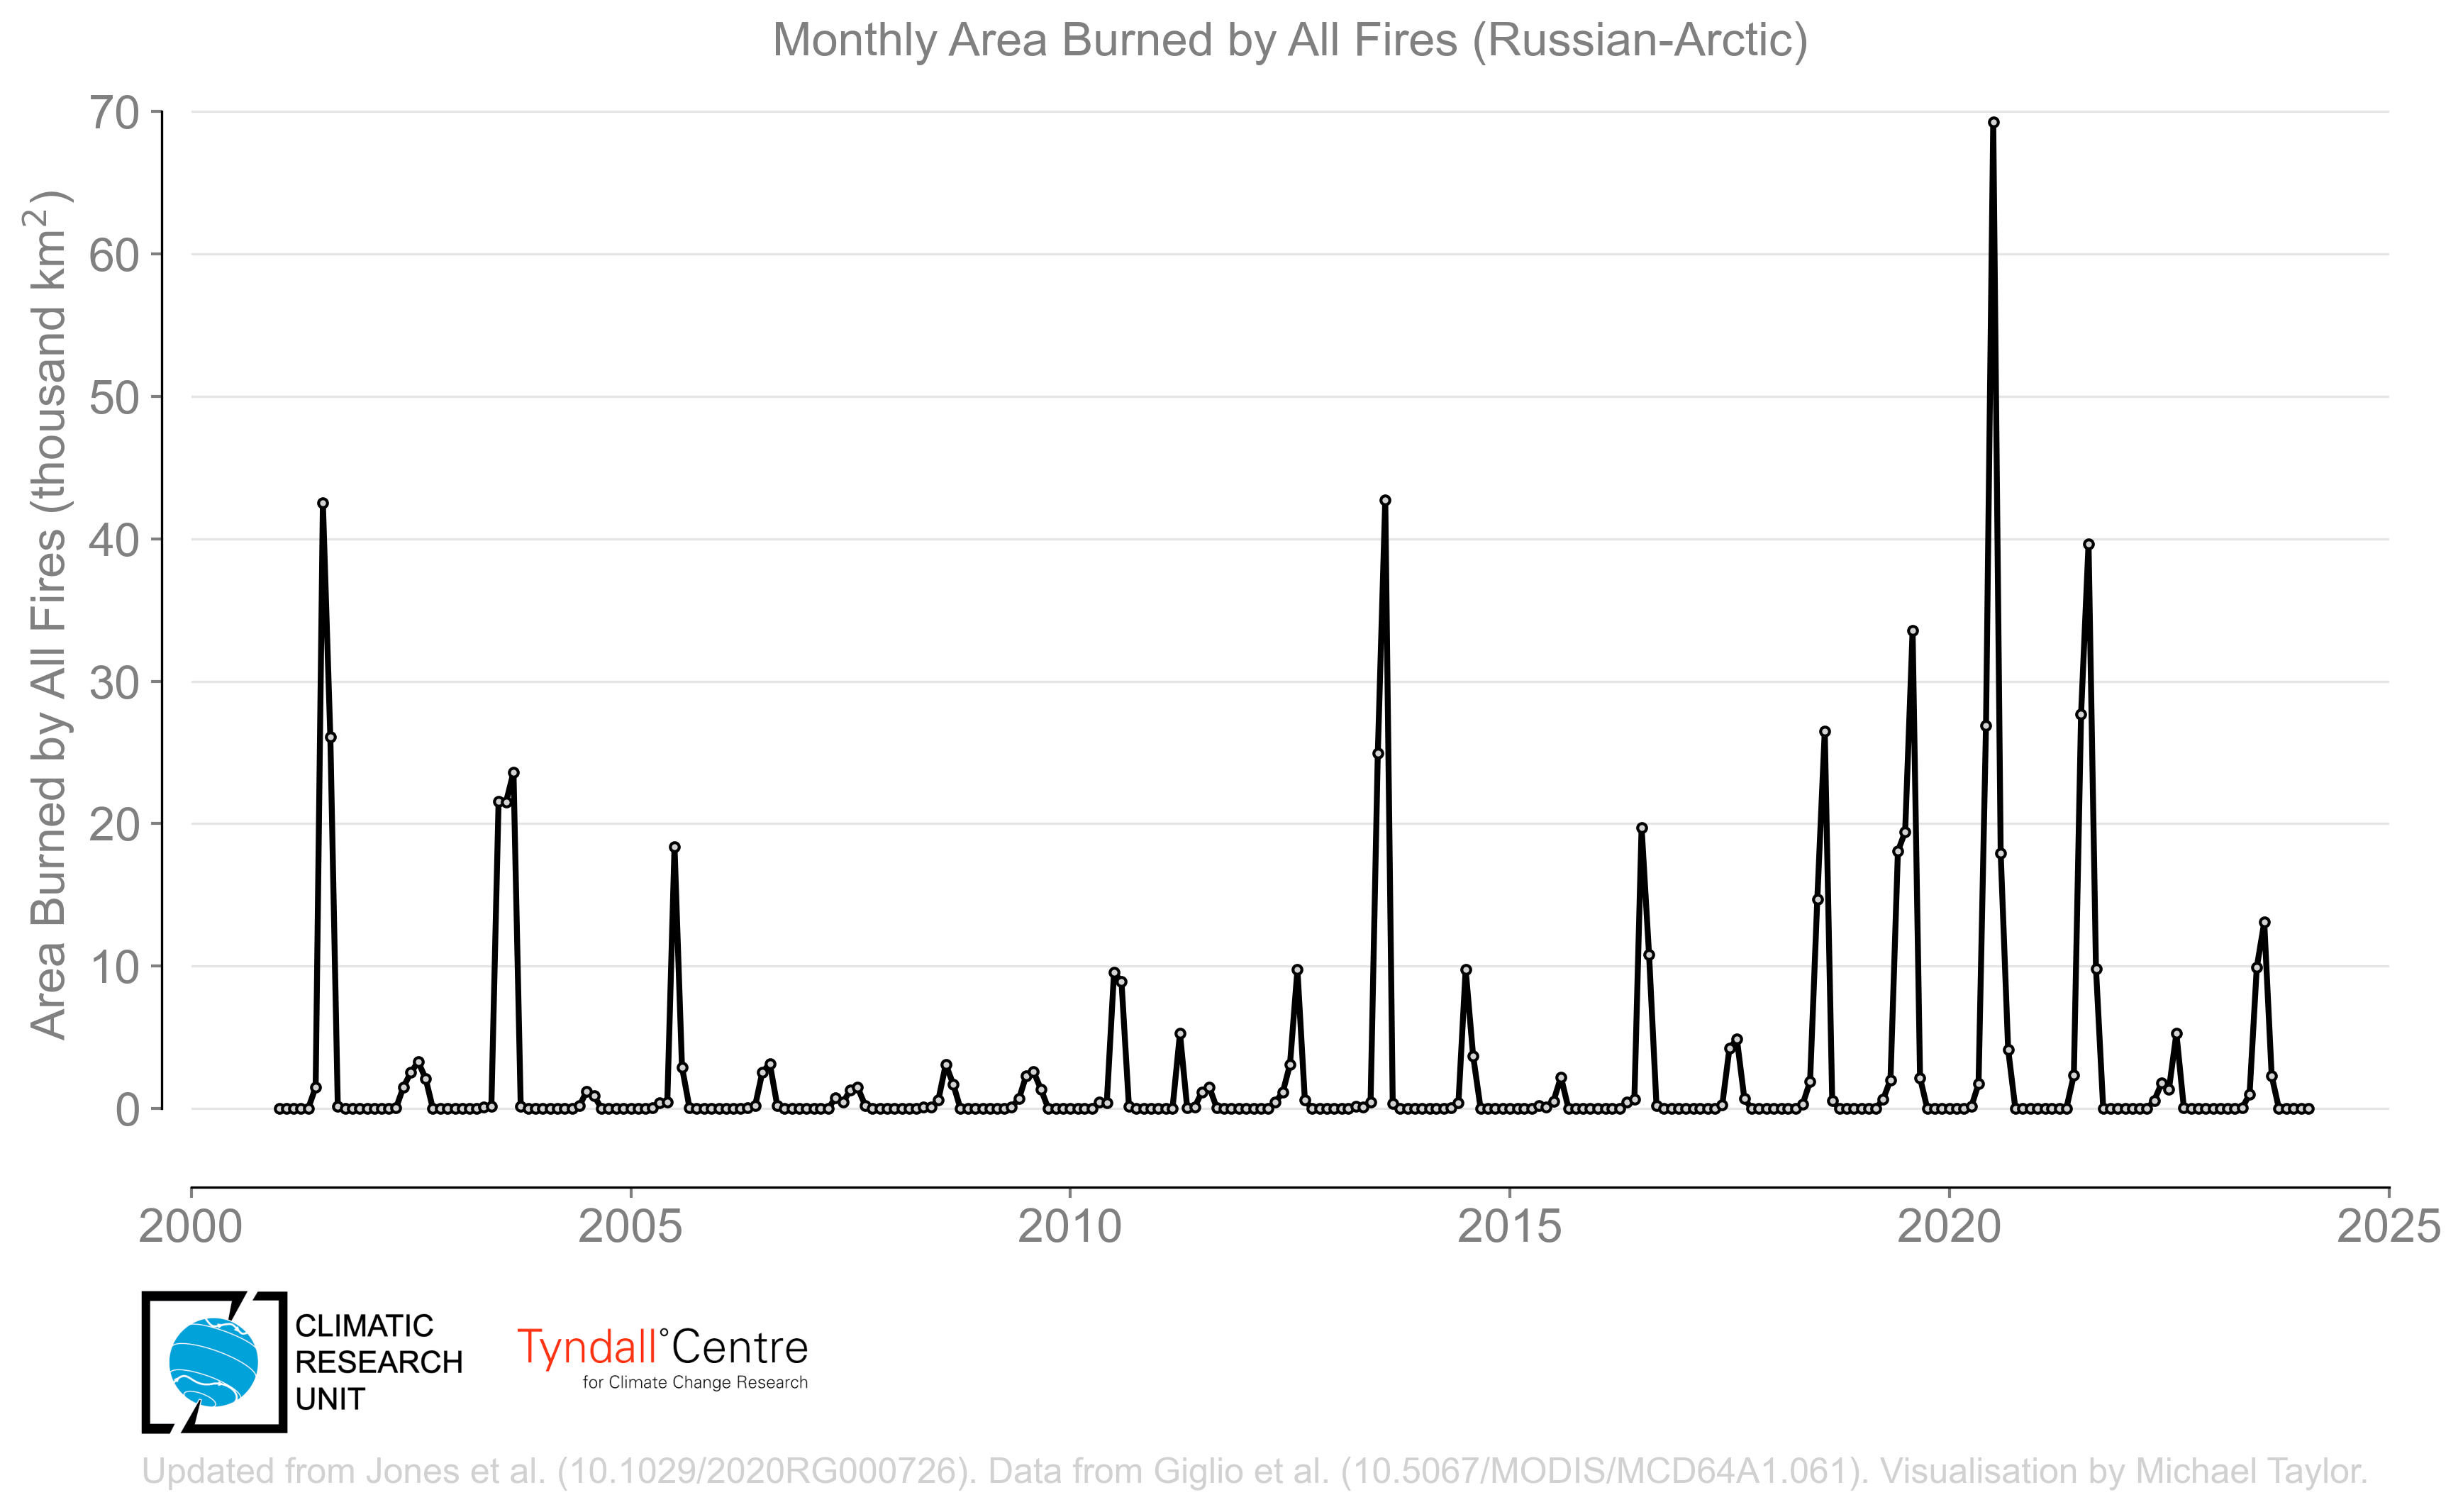 Monthly Area Burned by All Fires (Russian-Arctic)
Area Burned by All Fires (thousand km²)
70
60
50
40
30
20
10
0
2000 2005 2010 2015 2020 2025
CLIMATIC
RESEARCH
UNIT
Tyndall°Centre
for Climate Change Research
Updated from Jones et al. (10.1029/2020RG000726). Data from Giglio et al. (10.5067/MODIS/MCD64A1.061). Visualisation by Michael Taylor.